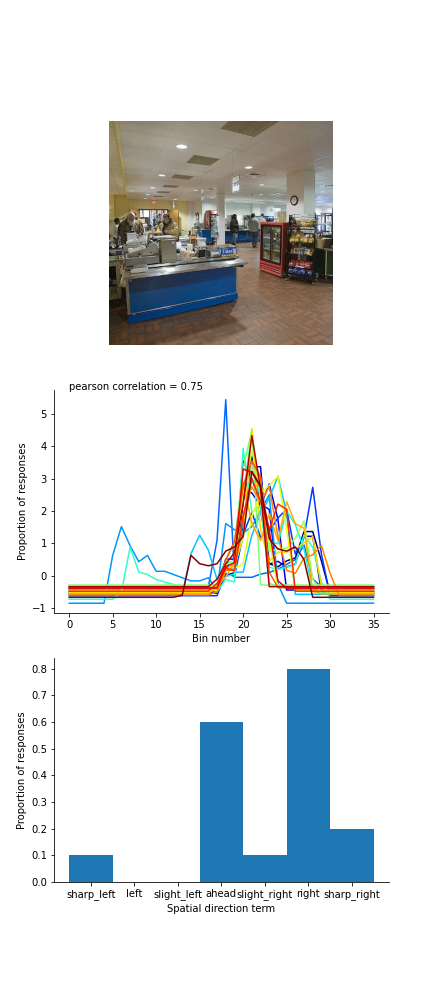 pearson correlation = 0.75
Proportion of responses
5
4
3
2
1
0
−1
0 5 10 15 20 25 30 35
Bin number
Proportion of responses
0.8
0.7
0.6
0.5
0.4
0.3
0.2
0.1
0.0
sharp_left left slight_left ahead slight_right right sharp_right
Spatial direction term